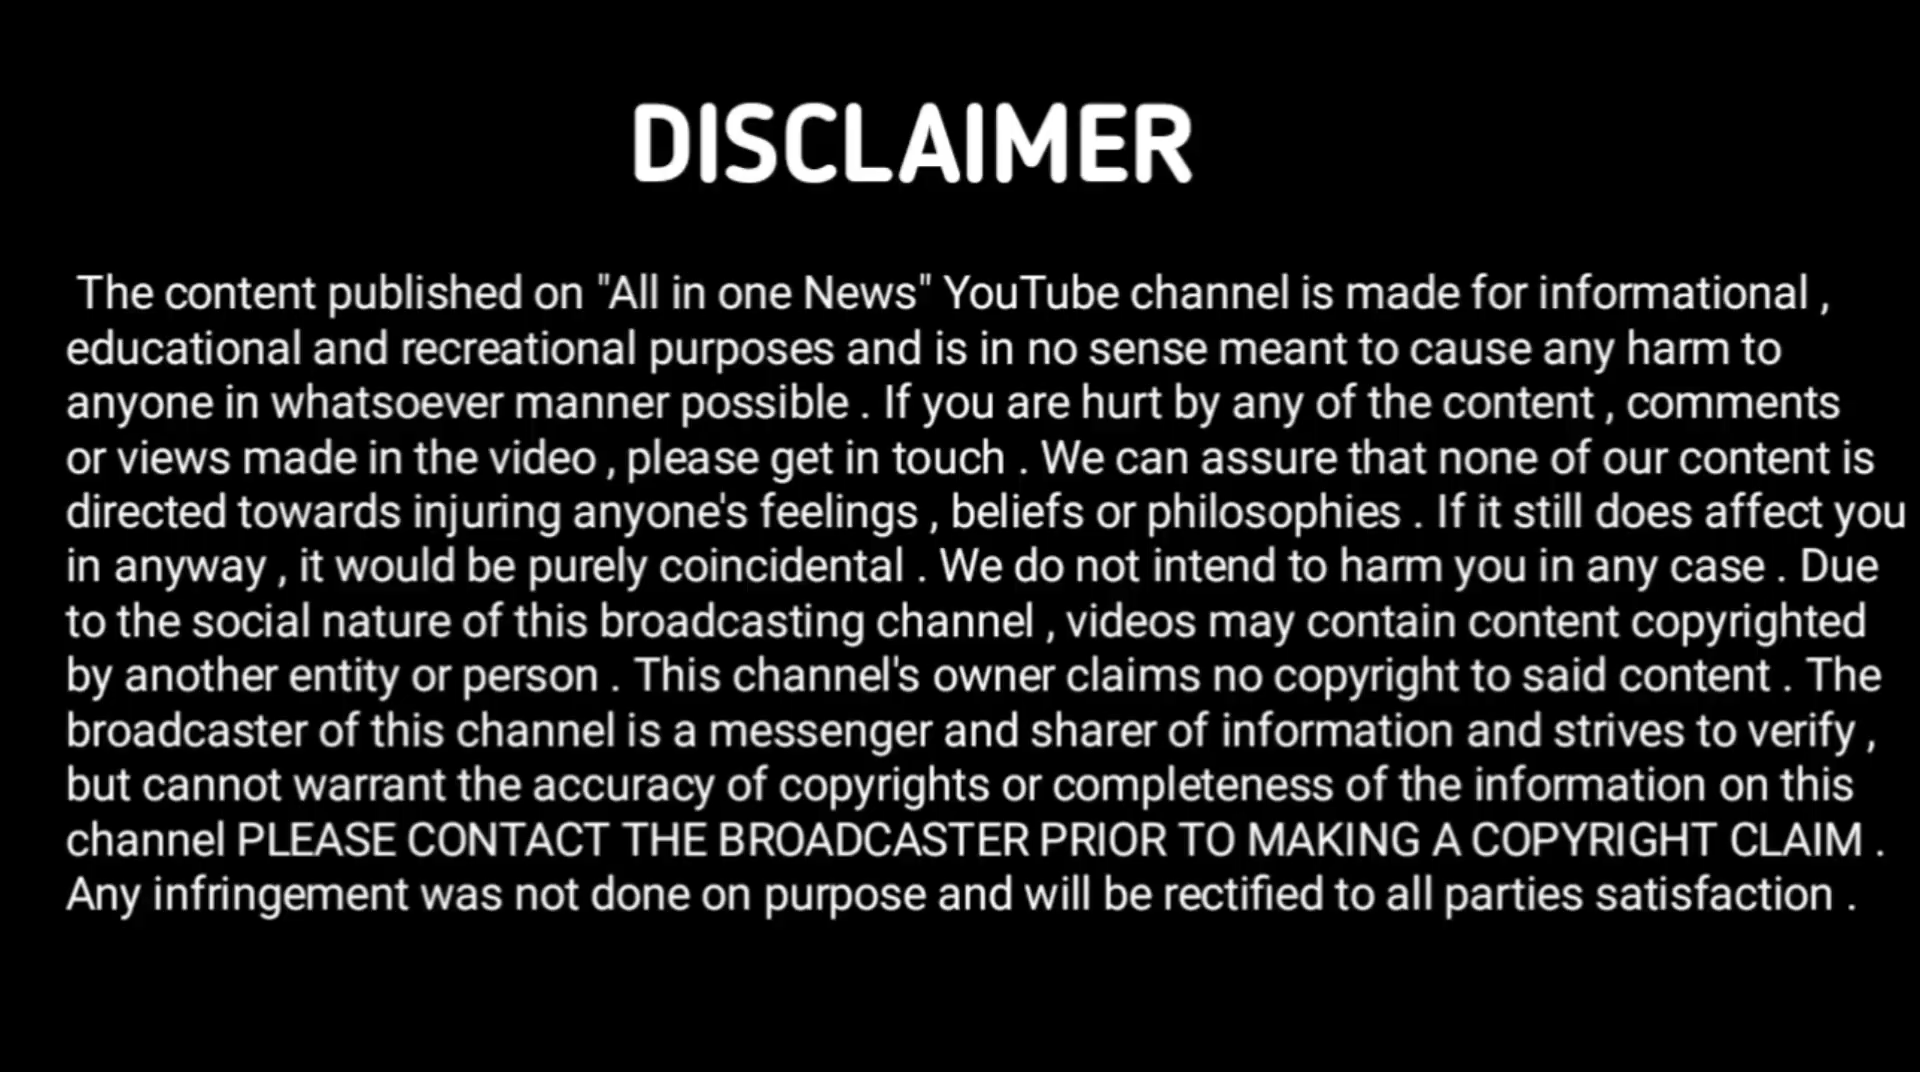 DISCLAIMER
The content published on "All in one News" YouTube channel is made for informational ,
educational and recreational purposes and is in no sense meant to cause any harm to
anyone in whatsoever manner possible . If you are hurt by any of the content , comments
or views made in the video , please get in touch . We can assure that none of our content is
directed towards injuring anyone's feelings , beliefs or philosophies . If it still does affect you
in anyway , it would be purely coincidental . We do not intend to harm you in any case . Due
to the social nature of this broadcasting channel , videos may contain content copyrighted
by another entity or person . This channel's owner claims no copyright to said content . The
broadcaster of this channel is a messenger and sharer of information and strives to verify ,
but cannot warrant the accuracy of copyrights or completeness of the information on this
channel PLEASE CONTACT THE BROADCASTER PRIOR TO MAKING A COPYRIGHT CLAIM .
Any infringement was not done on purpose and will be rectified to all parties satisfaction .